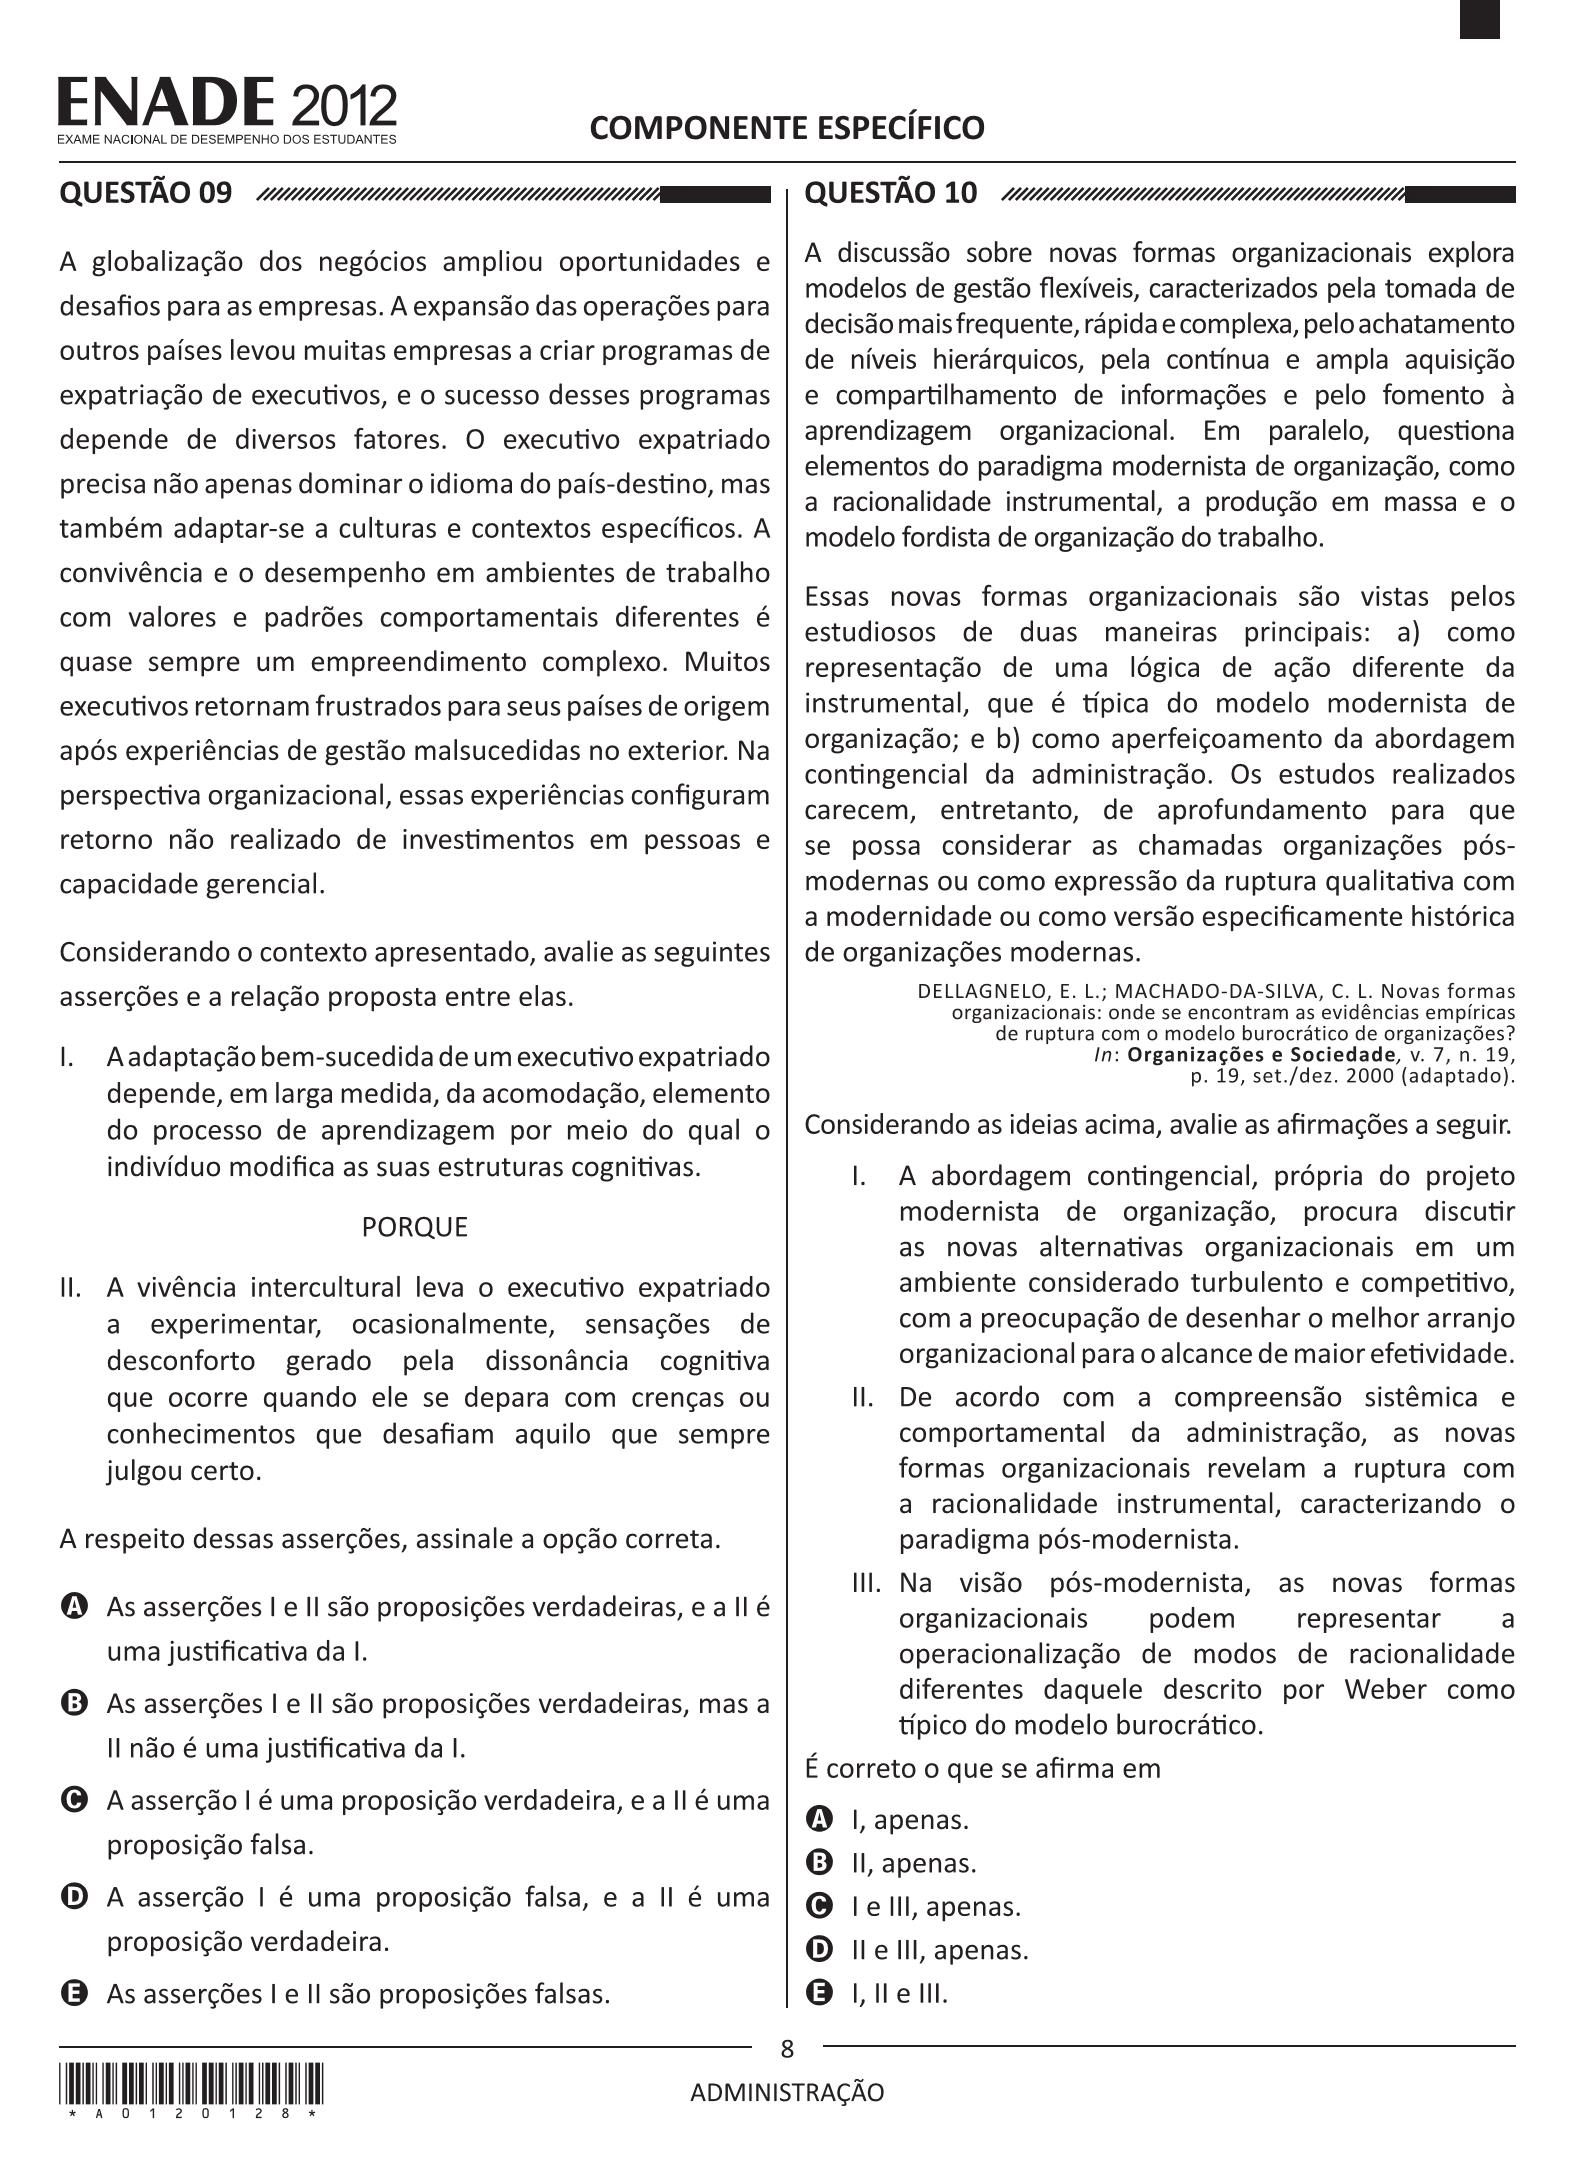 ENADE 2012
EXAME NACIONAL DE DESEMPENHO DOS ESTUDANTES
COMPONENTE ESPECÍFICO
QUESTÃO 09
A globalização dos negócios ampliou oportunidades e
desafios para as empresas. A expansão das operações para
outros países levou muitas empresas a criar programas de
expatriação de executivos, e o sucesso desses programas
depende de diversos fatores. O executivo expatriado
precisa não apenas dominar o idioma do país-destino, mas
também adaptar-se a culturas e contextos específicos. A
convivência e o desempenho em ambientes de trabalho
com valores e padrões comportamentais diferentes é
quase sempre um empreendimento complexo. Muitos
executivos retornam frustrados para seus países de origem
após experiências de gestão malsucedidas no exterior. Na
perspectiva organizacional, essas experiências configuram
retorno não realizado de investimentos em pessoas e
capacidade gerencial.
Considerando o contexto apresentado, avalie as seguintes
asserções e a relação proposta entre elas.
I. A adaptação bem-sucedida de um executivo expatriado
depende, em larga medida, da acomodação, elemento
do processo de aprendizagem por meio do qual o
indivíduo modifica as suas estruturas cognitivas.
PORQUE
II. A vivência intercultural leva o executivo expatriado
a experimentar, ocasionalmente, sensações de
desconforto gerado pela dissonância cognitiva
que ocorre quando ele se depara com crenças ou
conhecimentos que desafiam aquilo que sempre
julgou certo.
A respeito dessas asserções, assinale a opção correta.
A As asserções I e II são proposições verdadeiras, e a II é
uma justificativa da I.
B As asserções I e II são proposições verdadeiras, mas a
II não é uma justificativa da I.
C A asserção I é uma proposição verdadeira, e a II é uma
proposição falsa.
D A asserção I é uma proposição falsa, e a II é uma
proposição verdadeira.
E As asserções I e II são proposições falsas.
QUESTÃO 10
A discussão sobre novas formas organizacionais explora
modelos de gestão flexíveis, caracterizados pela tomada de
decisão mais frequente, rápida e complexa, pelo achatamento
de níveis hierárquicos, pela contínua e ampla aquisição
e compartilhamento de informações e pelo fomento à
aprendizagem organizacional. Em paralelo, questiona
elementos do paradigma modernista de organização, como
a racionalidade instrumental, a produção em massa e o
modelo fordista de organização do trabalho.
Essas novas formas organizacionais são vistas pelos
estudiosos de duas maneiras principais: a) como
representação de uma lógica de ação diferente da
instrumental, que é típica do modelo modernista de
organização; e b) como aperfeiçoamento da abordagem
contingencial da administração. Os estudos realizados
carecem, entretanto, de aprofundamento para que
se possa considerar as chamadas organizações pós-
modernas ou como expressão da ruptura qualitativa com
a modernidade ou como versão especificamente histórica
de organizações modernas.
DELLAGNELO, E. L.; MACHADO-DA-SILVA, C. L. Novas formas
organizacionais: onde se encontram as evidências empíricas
de ruptura com o modelo burocrático de organizações?
In: Organizações e Sociedade, v. 7, n. 19,
p. 19, set./dez. 2000 (adaptado).
Considerando as ideias acima, avalie as afirmações a seguir.
I. A abordagem contingencial, própria do projeto
modernista de organização, procura discutir
as novas alternativas organizacionais em um
ambiente considerado turbulento e competitivo,
com a preocupação de desenhar o melhor arranjo
organizacional para o alcance de maior efetividade.
II. De acordo com a compreensão sistêmica e
comportamental da administração, as novas
formas organizacionais revelam a ruptura com
a racionalidade instrumental, caracterizando o
paradigma pós-modernista.
III. Na visão pós-modernista, as novas formas
organizacionais podem representar a
operacionalização de modos de racionalidade
diferentes daquele descrito por Weber como
típico do modelo burocrático.
É correto o que se afirma em
A I, apenas.
B II, apenas.
C I e III, apenas.
D II e III, apenas.
E I, II e III.
8
ADMINISTRAÇÃO
* A 0 1 2 0 1 2 8 *